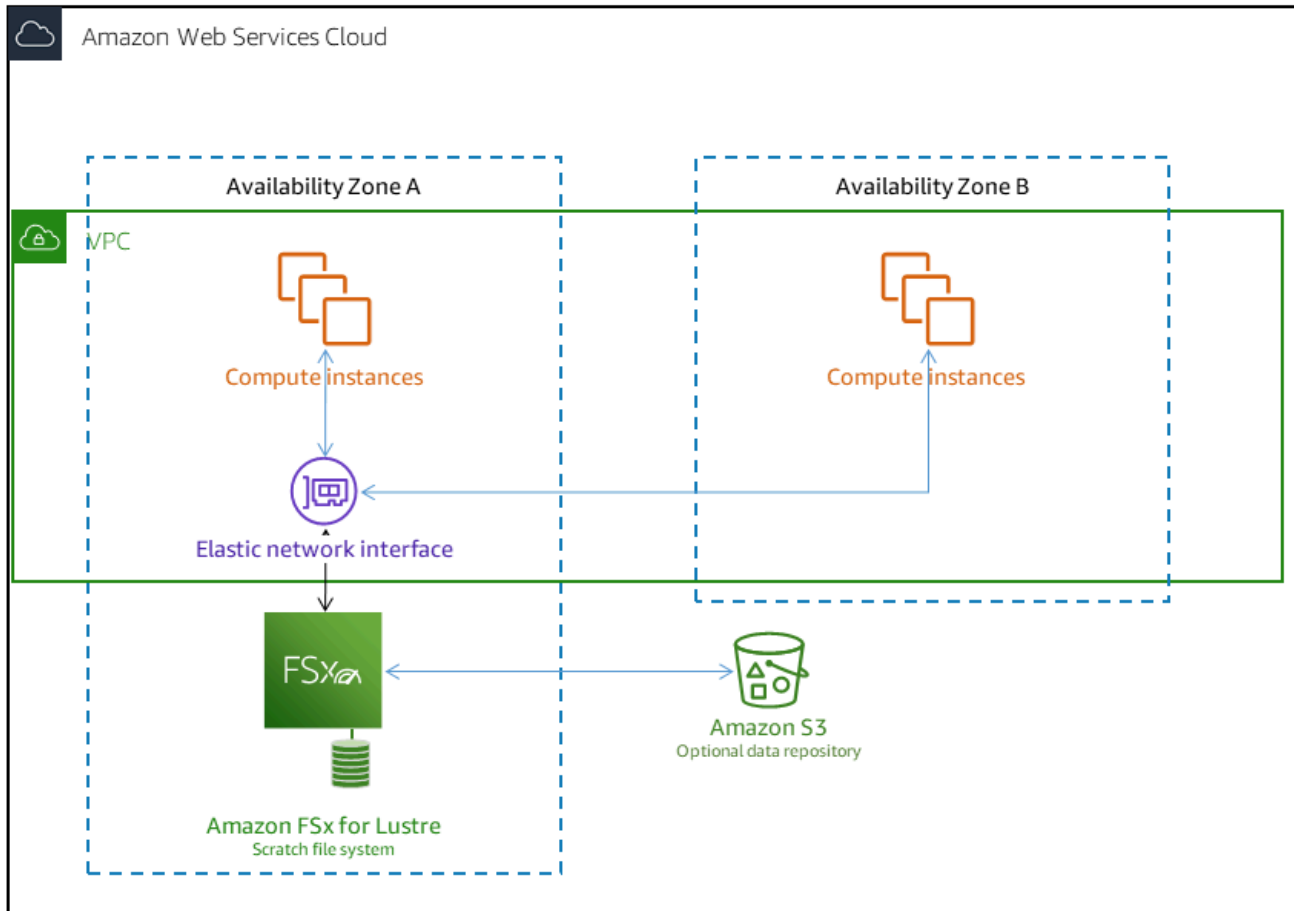 Amazon Web Services Cloud
Availability Zone A
Availability Zone B
VPC
Compute instances
Compute instances
Elastic network interface
FSx
Amazon S3
Optional data repository
Amazon FSx for Lustre
Scratch file system